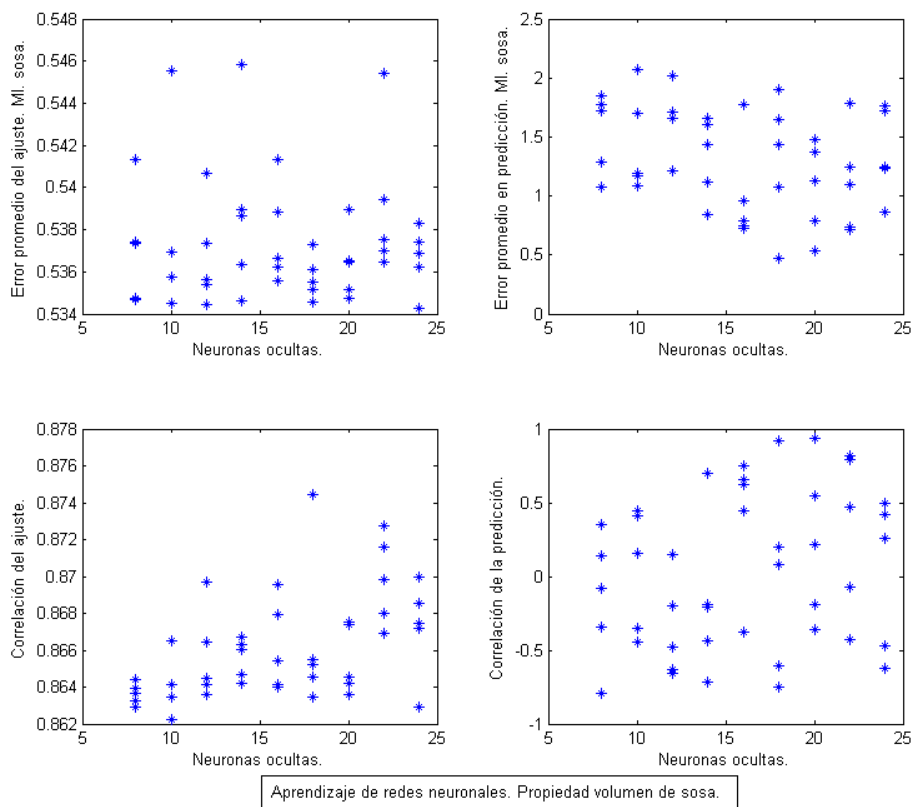 0.548
0.546
0.544
0.542
0.54
0.538
0.536
0.534
Error promedio del ajuste. Ml. sosa.
5 10 15 20 25
Neuronas ocultas.
2.5
2
1.5
1
0.5
0
Error promedio en predicción. Ml. sosa.
5 10 15 20 25
Neuronas ocultas.
0.878
0.876
0.874
0.872
0.87
0.868
0.866
0.864
0.862
Correlación del ajuste.
5 10 15 20 25
Neuronas ocultas.
1
0.5
0
-0.5
-1
Correlación de la predicción.
5 10 15 20 25
Neuronas ocultas.
Aprendizaje de redes neuronales. Propiedad volumen de sosa.